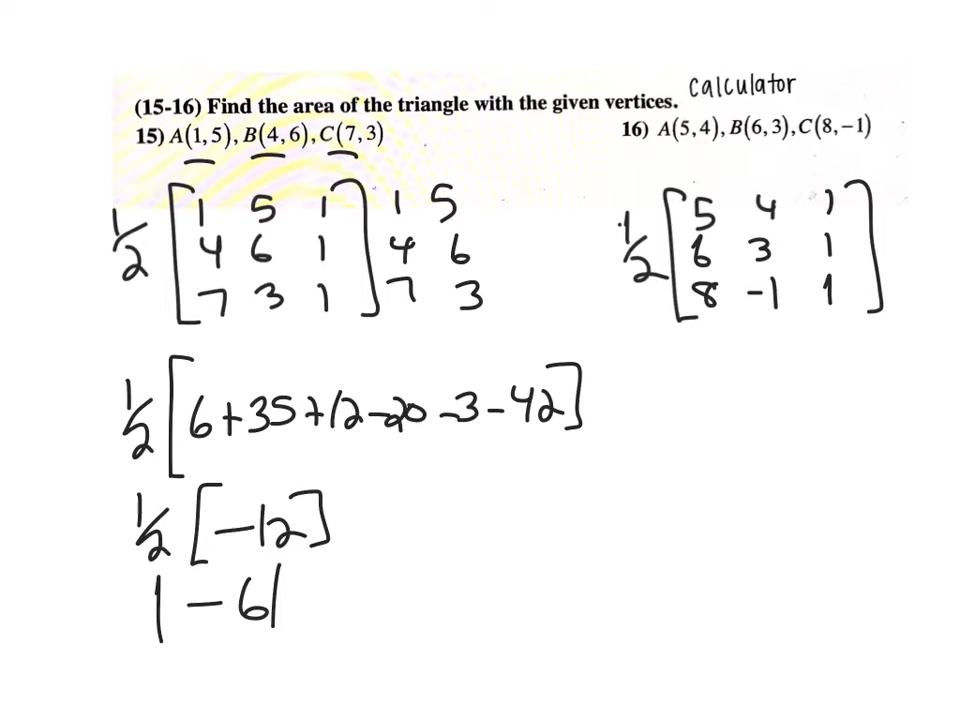 calculator
(15-16) Find the area of the triangle with the given vertices.
15) A(1,5), B(4,6), C(7,3)
16) A(5,4), B(6,3), C(8,−1)
1/2 [1 5 1] 1 5
4 6 1 4 6
7 3 1 7 3
1/2 [5 4 1]
6 3 1
8 -1 1
1/2 [6+35+12-20-3-42]
1/2 [-12]
|-6|